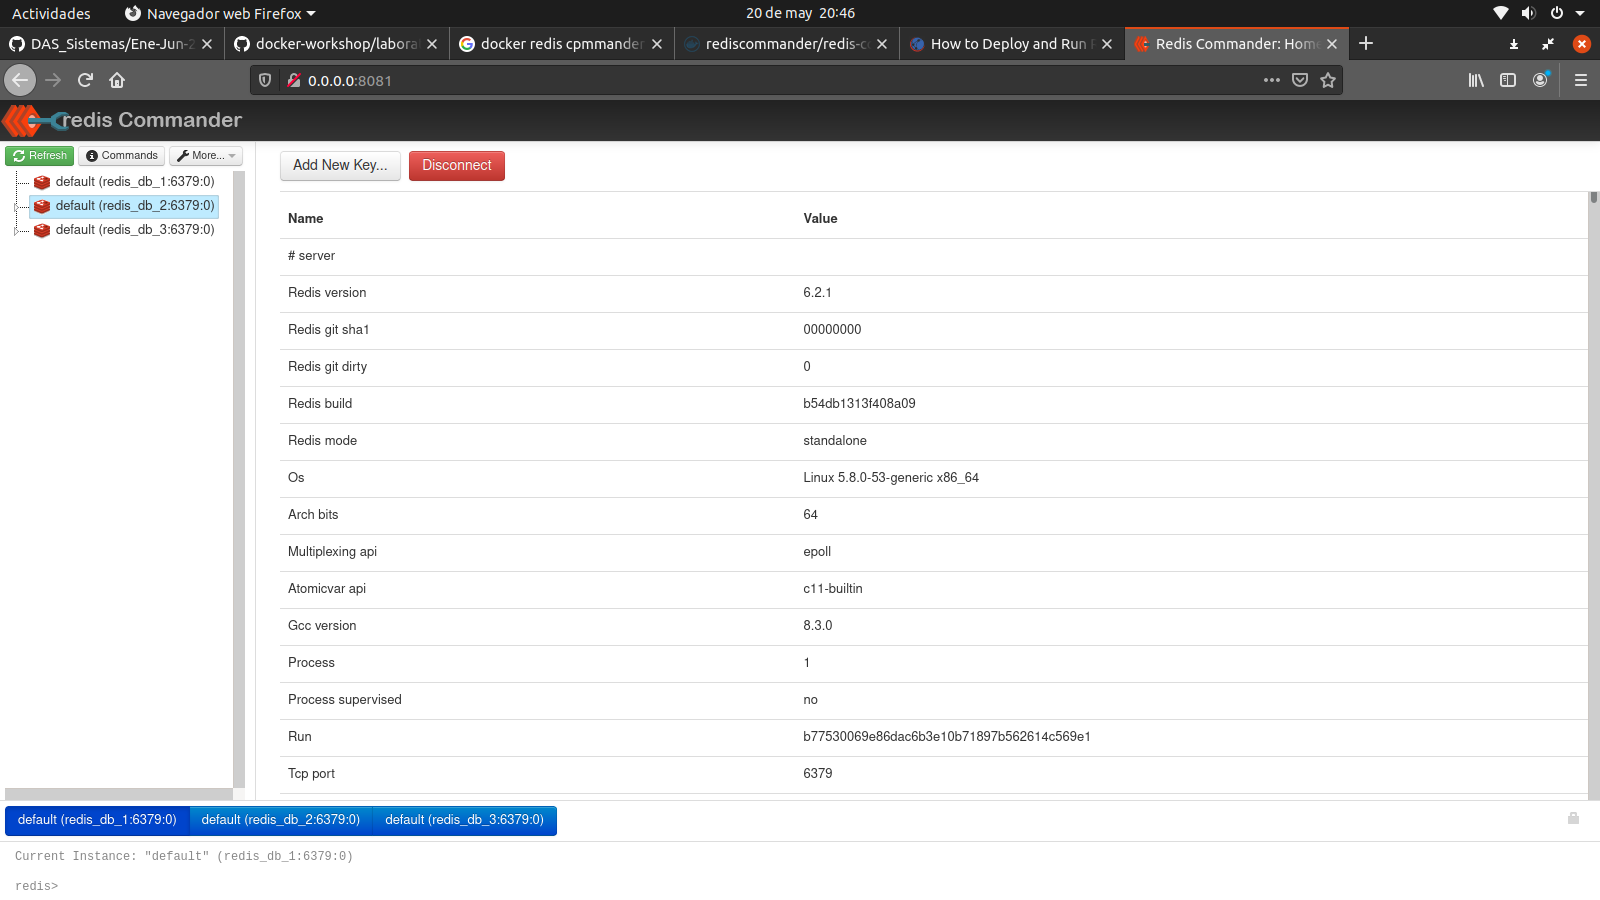 Actividades Navegador web Firefox 20 de may 20:46
DAS_Sistemas/Ene-Jun-2 docker-workshop/labora docker redis cpmmander rediscommander/redis-c How to Deploy and Run Redis Commander: Home
0.0.0.0:8081
redis Commander
Refresh Commands More...
default (redis_db_1:6379:0)
default (redis_db_2:6379:0)
default (redis_db_3:6379:0)
Add New Key... Disconnect
Name Value
# server
Redis version 6.2.1
Redis git sha1 00000000
Redis git dirty 0
Redis build b54db1313f408a09
Redis mode standalone
Os Linux 5.8.0-53-generic x86_64
Arch bits 64
Multiplexing api epoll
Atomicvar api c11-builtin
Gcc version 8.3.0
Process 1
Process supervised no
Run b77530069e86dac6b3e10b71897b562614c569e1
Tcp port 6379
default (redis_db_1:6379:0) default (redis_db_2:6379:0) default (redis_db_3:6379:0)
Current Instance: "default" (redis_db_1:6379:0)
redis>